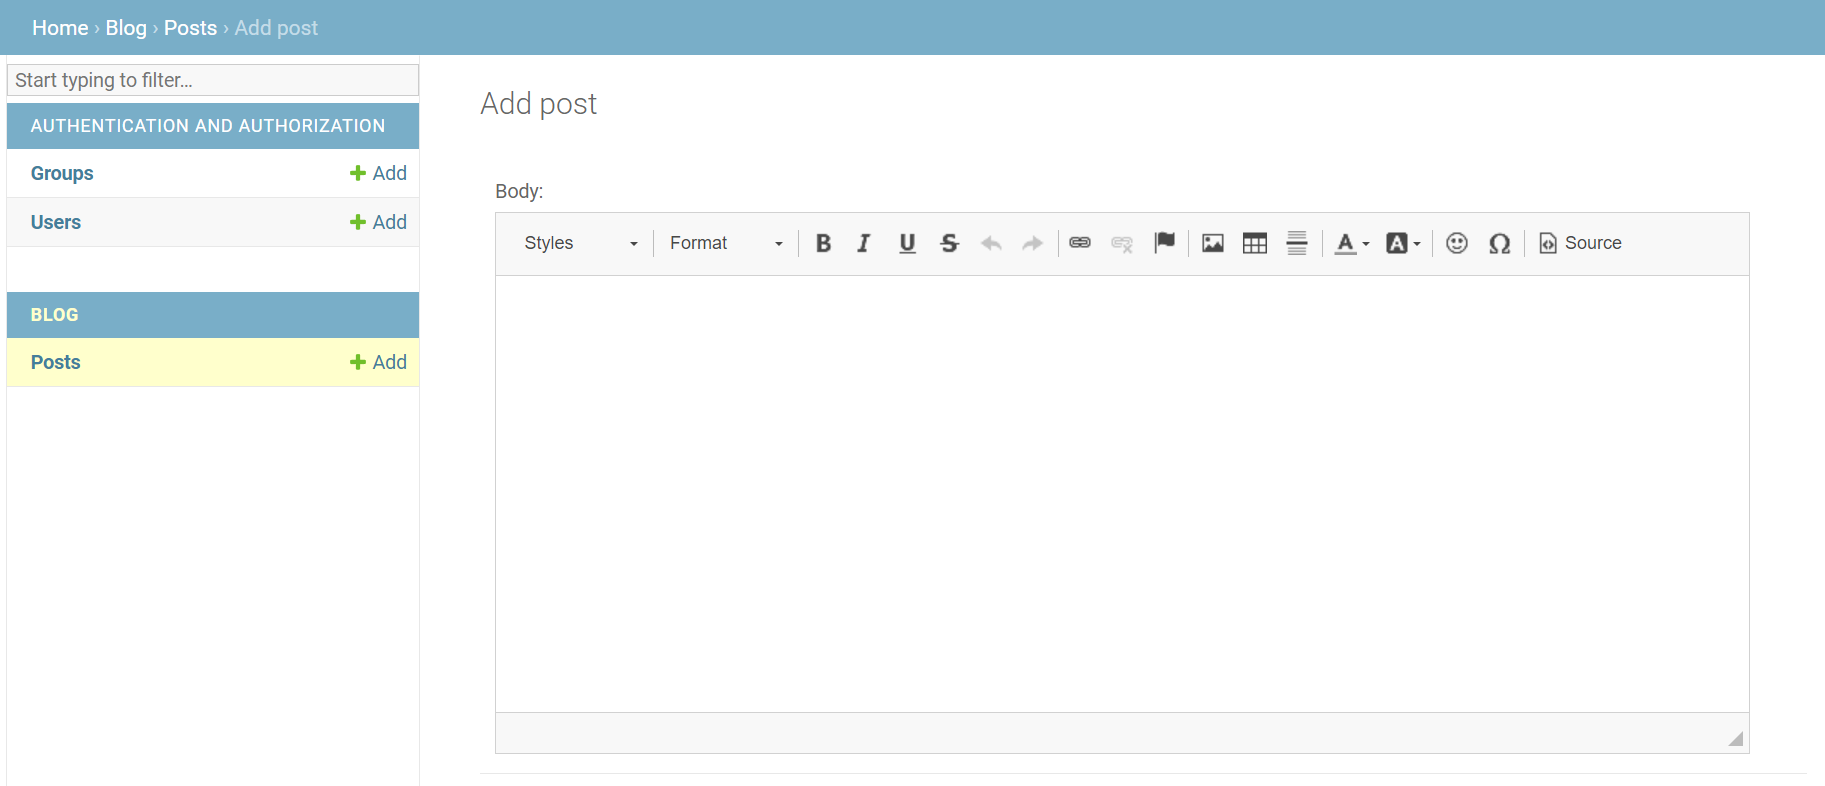 Home › Blog › Posts › Add post
Start typing to filter...
AUTHENTICATION AND AUTHORIZATION
Groups Add
Users Add
BLOG
Posts Add
Add post
Body:
Styles Format B I U S A A Ω Source